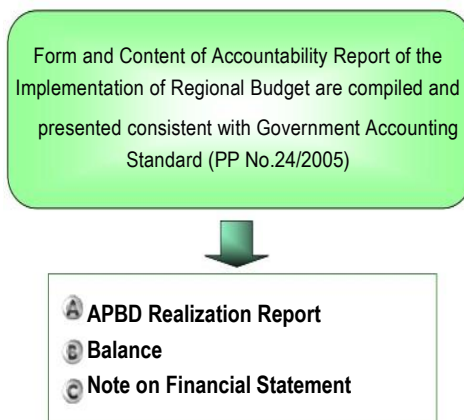 Form and Content of Accountability Report of the
Implementation of Regional Budget are compiled and
presented consistent with Government Accounting
Standard (PP No.24/2005)
A APBD Realization Report
B Balance
C Note on Financial Statement